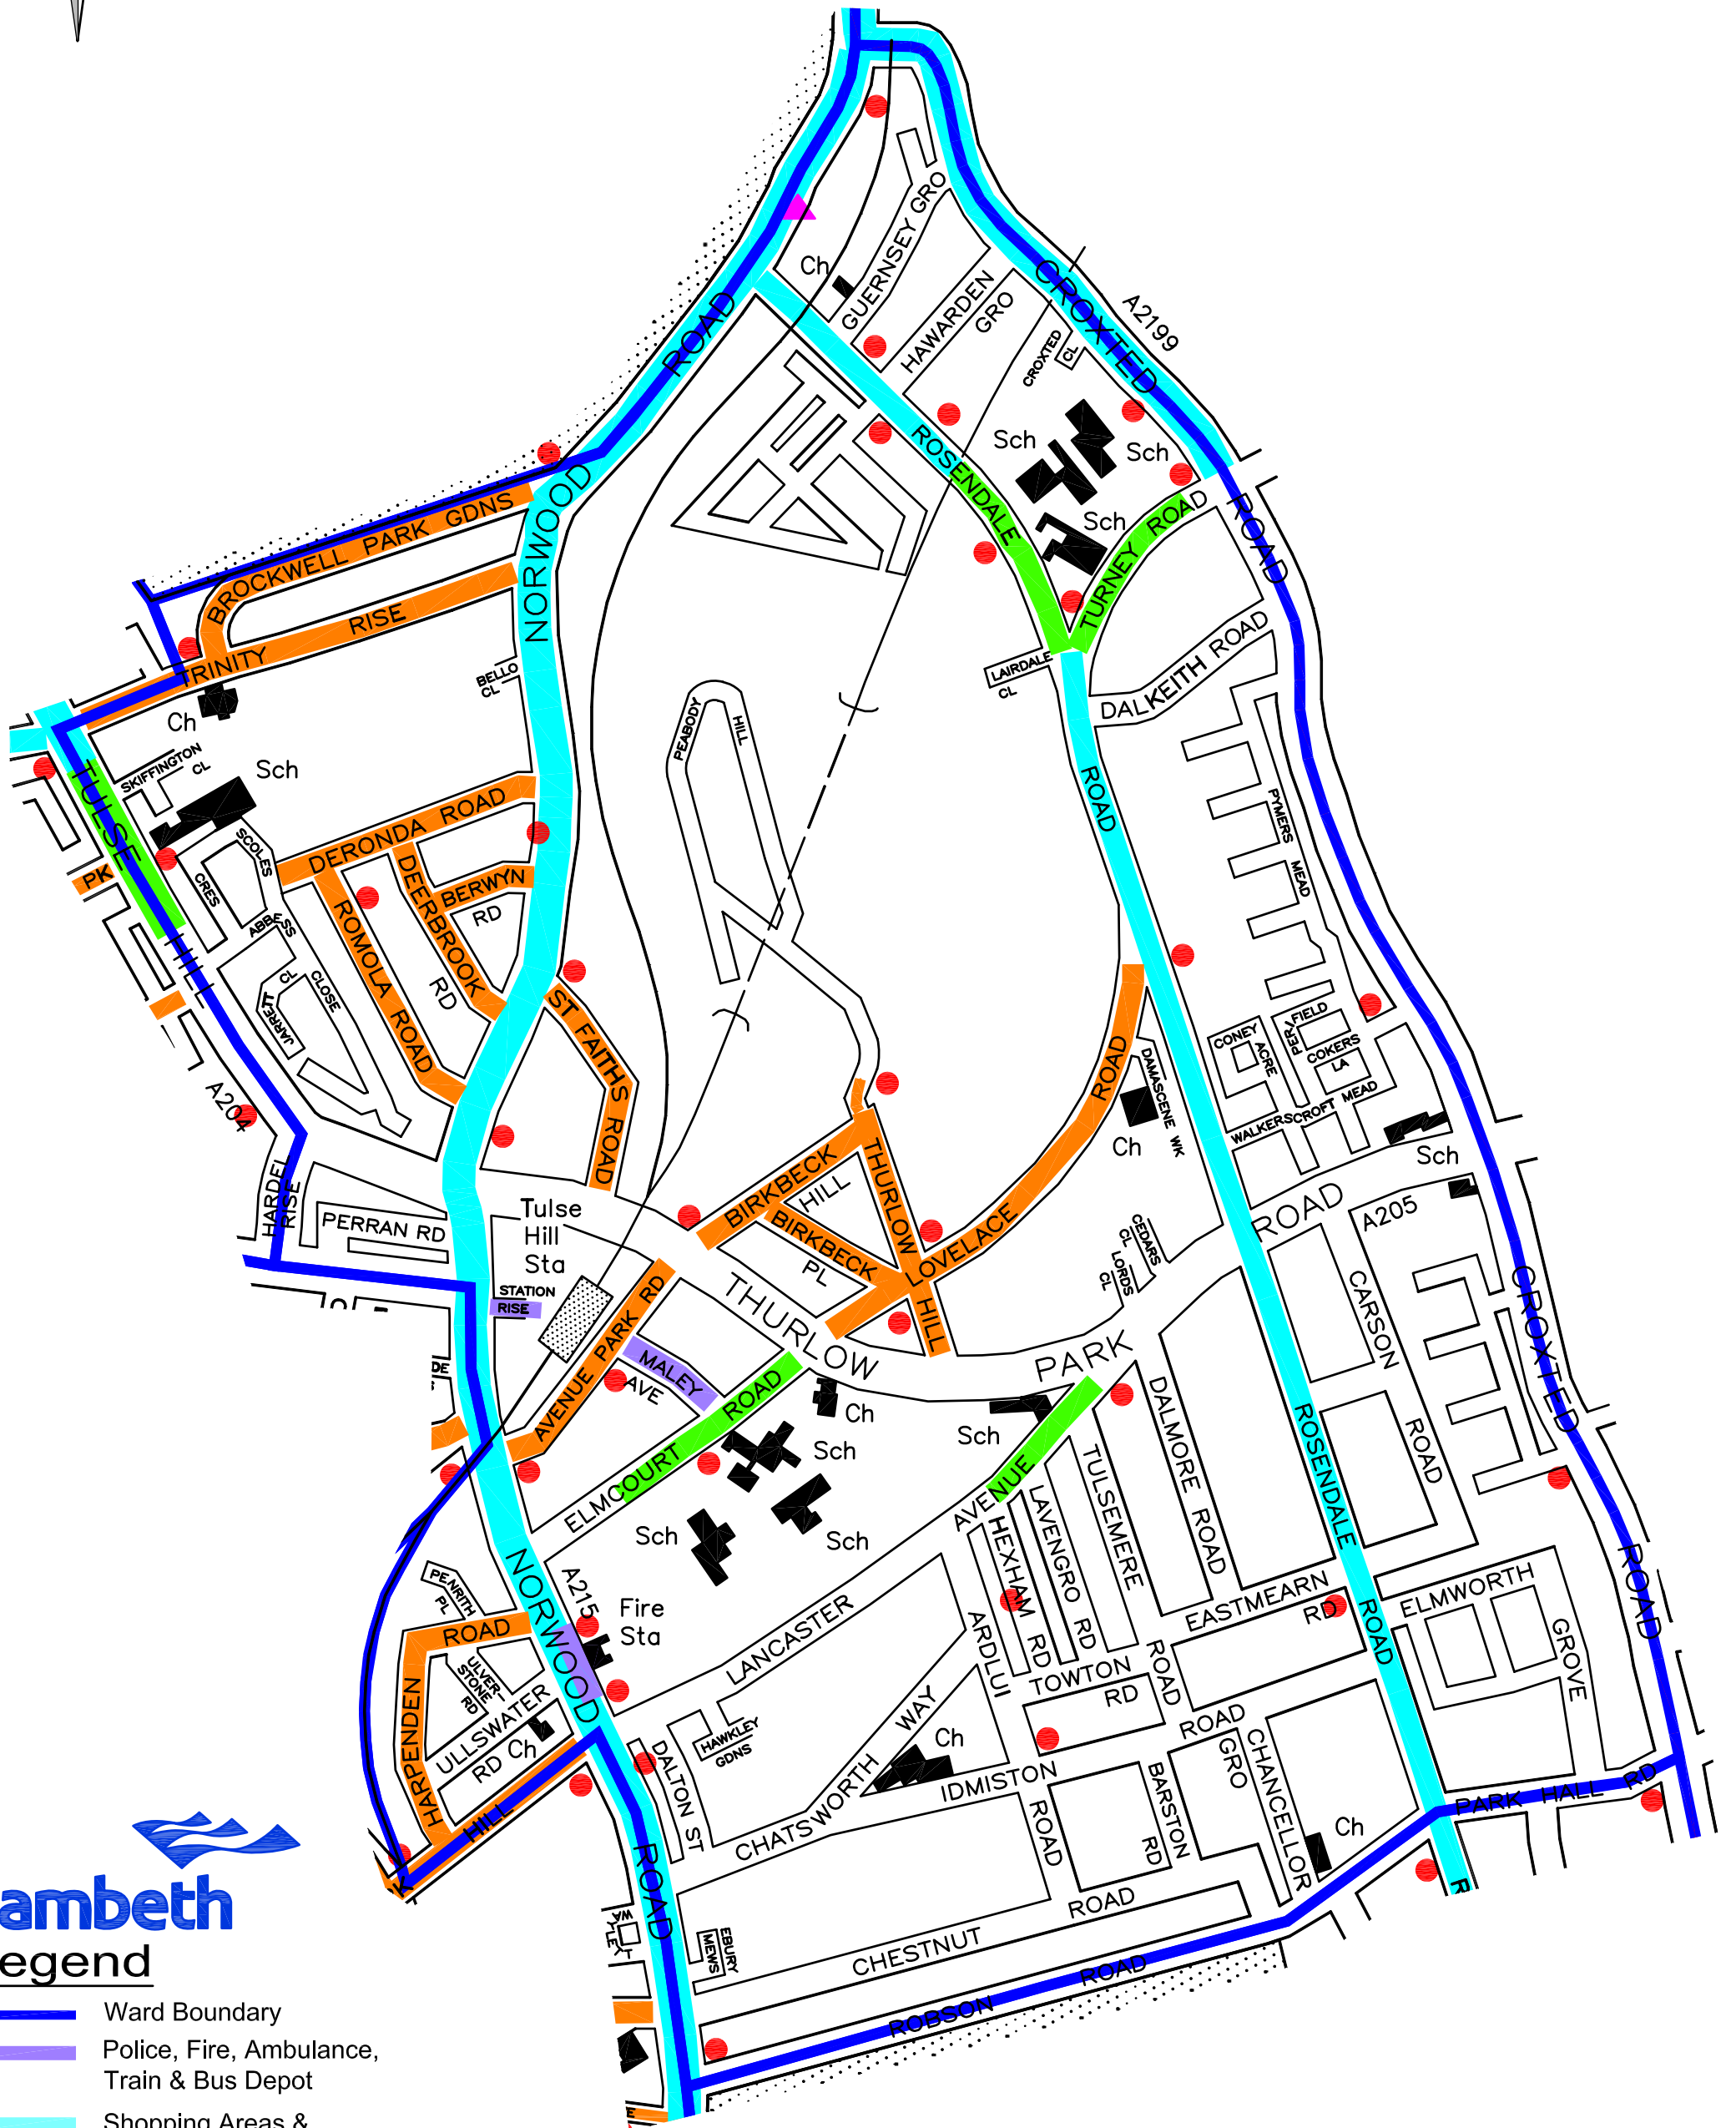 GUERNSEY GRO
Ch
HAWARDEN
GRO
CROXTED
CL
CROXTED
A2199
ROAD
ROAD
NORWOOD
Sch
Sch
Sch
ROSENDALE
TURNEY ROAD
BROCKWELL PARK GDNS
TRINITY RISE
Ch
SKIFFINGTON
CL
Sch
BELLO
CL
LAIRDALE
CL
DALKEITH ROAD
PEABODY
HILL
ROAD
TULSE
HILL
PK
SCOLES
CRES
ABBESS
CLOSE
JARRETT
CL
DERONDA ROAD
DEERBROOK
RD
BERWYN
RD
ROMOLA ROAD
PYMERS
MEAD
ST FAITHS ROAD
A204
HARDEL
RISE
PERRAN RD
Tulse
Hill
Sta
STATION
RISE
BIRKBECK
HILL
BIRKBECK
PL
THURLOW
HILL
LOVELACE
ROAD
DAMASCENE WK
Ch
CONEY
ACRE
PERIFIELD
COKERS
LA
WALKERSCROFT MEAD
Sch
ROAD
A205
CEDARS
CL
LORDS
CL
THURLOW
PARK
CARSON
ROAD
CROXTED
ROAD
DE
AVENUE PARK RD
MALEY
AVE
ELMCOURT ROAD
Ch
Sch
Sch
Sch
Sch
AVENUE
LANCASTER
HEXHAM RD
LAVENGRO RD
TULSEMERE
ROAD
DALMORE ROAD
ROSENDALE
ROAD
EASTMEARN
RD
ELMWORTH
GROVE
NORWOOD
A215
Fire
Sta
PENRITH
PL
ROAD
HARPENDEN
ULVER-
STONE
RD
ULLSWATER
RD
Ch
HILL
K
DALTON ST
HAWKLEY
GDNS
CHATSWORTH WAY
Ch
ARDLUI
ROAD
TOWTON
RD
IDMISTON
ROAD
BARSTON
RD
CHANCELLOR
GRO
Ch
PARK HALL RD
R
ROAD
EBURY
MEWS
CHESTNUT
ROAD
ROBSON
ROAD
E
ambeth
egend
Ward Boundary
Police, Fire, Ambulance,
Train & Bus Depot
Shopping Areas &